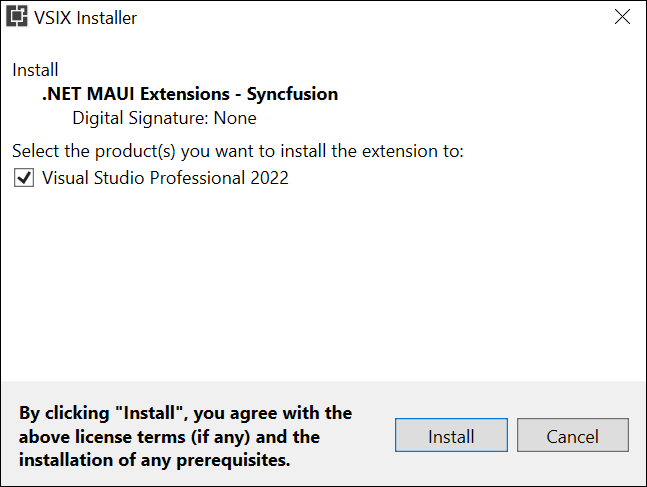 VSIX Installer
Install
.NET MAUI Extensions - Syncfusion
Digital Signature: None
Select the product(s) you want to install the extension to:
Visual Studio Professional 2022
By clicking "Install", you agree with the
above license terms (if any) and the
installation of any prerequisites.
Install
Cancel